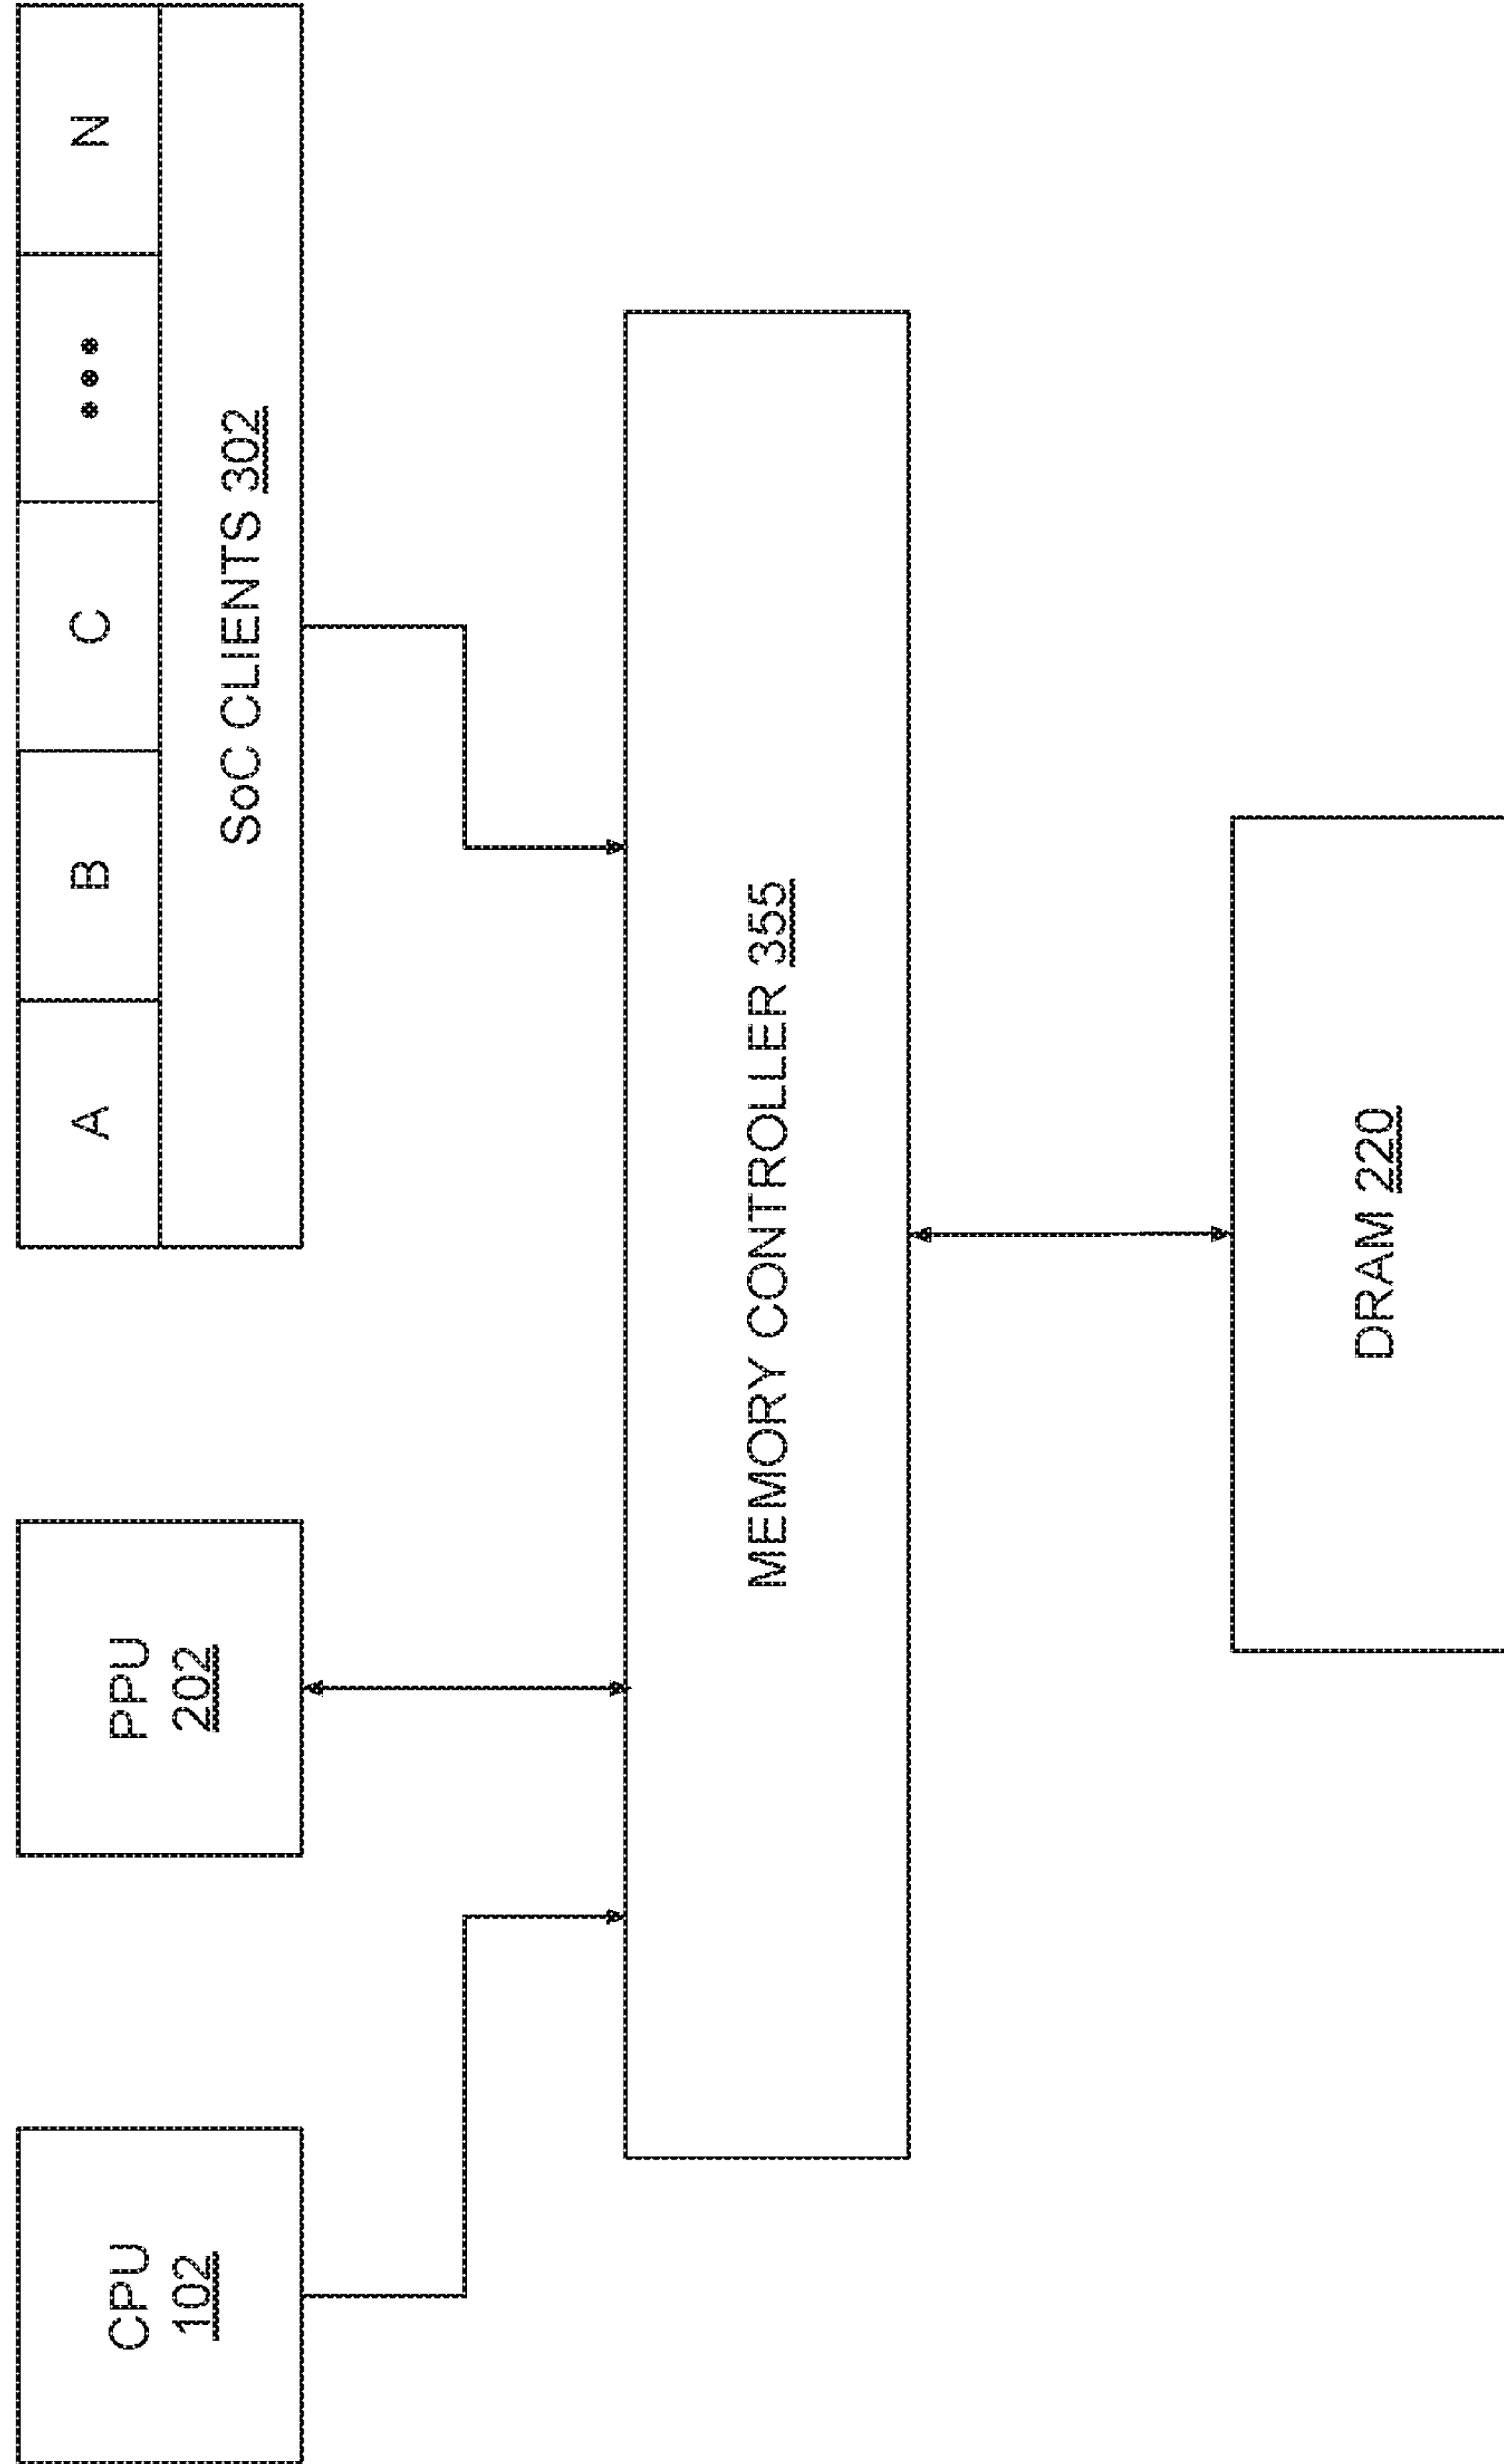 CPU
102
PPU
202
A
B
C
N
SoC CLIENTS 302
MEMORY CONTROLLER 355
DRAM 220